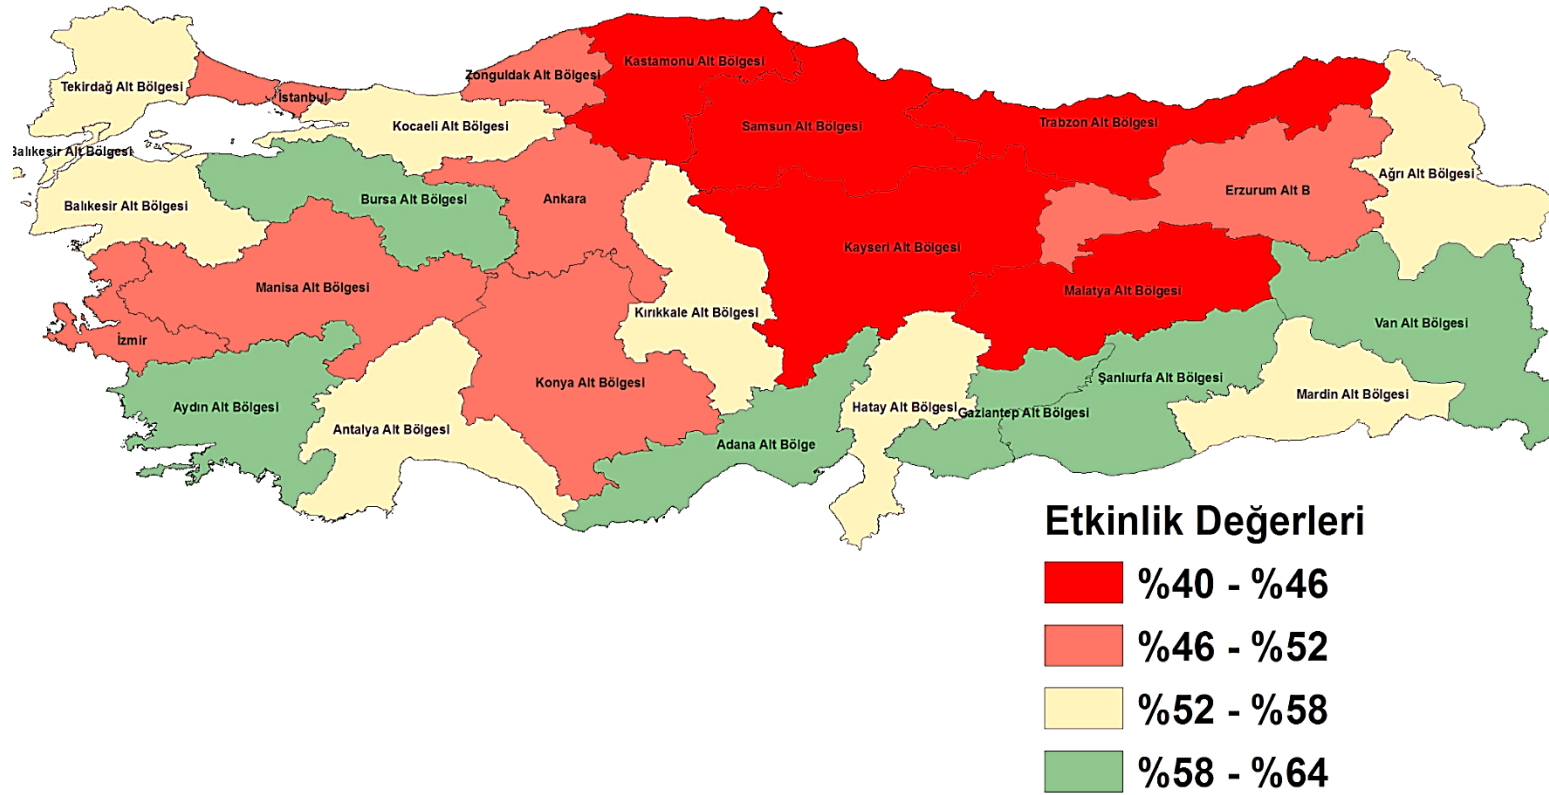 Kastamonu Alt Bölgesi
Zonguldak Alt Bölgesi
Tekirdağ Alt Bölgesi
İstanbul
Kocaeli Alt Bölgesi
Samsun Alt Bölgesi
Trabzon Alt Bölgesi
Balıkesir Alt Bölgesi
Ağrı Alt Bölgesi
Erzurum Alt B
Bursa Alt Bölgesi
Ankara
Balıkesir Alt Bölgesi
Kayseri Alt Bölgesi
Manisa Alt Bölgesi
Malatya Alt Bölgesi
Kırıkkale Alt Bölgesi
Van Alt Bölgesi
İzmir
Konya Alt Bölgesi
Şanlıurfa Alt Bölgesi
Mardin Alt Bölgesi
Aydın Alt Bölgesi
Hatay Alt Bölgesi
Gaziantep Alt Bölgesi
Antalya Alt Bölgesi
Adana Alt Bölge
Etkinlik Değerleri
%40 - %46
%46 - %52
%52 - %58
%58 - %64